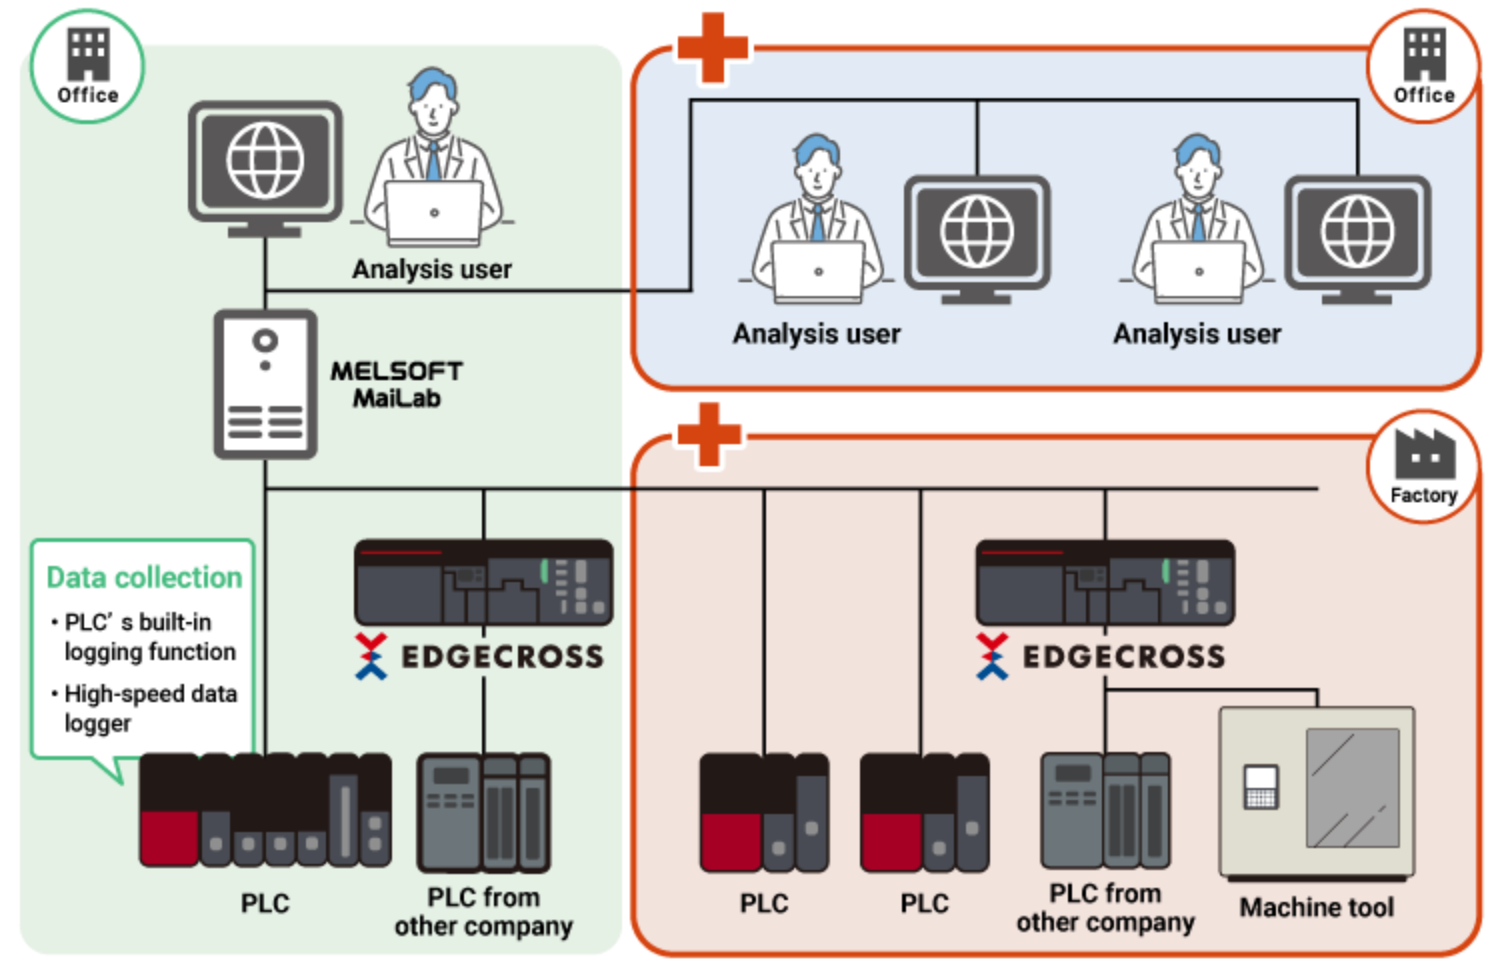 Office
Analysis user
MELSOFT
MaiLab
Data collection
・PLC’ s built-in
logging function
・High-speed data
logger
EDGECROSS
PLC
PLC from
other company
Office
Analysis user
Analysis user
Factory
EDGECROSS
PLC
PLC
PLC from
other company
Machine tool